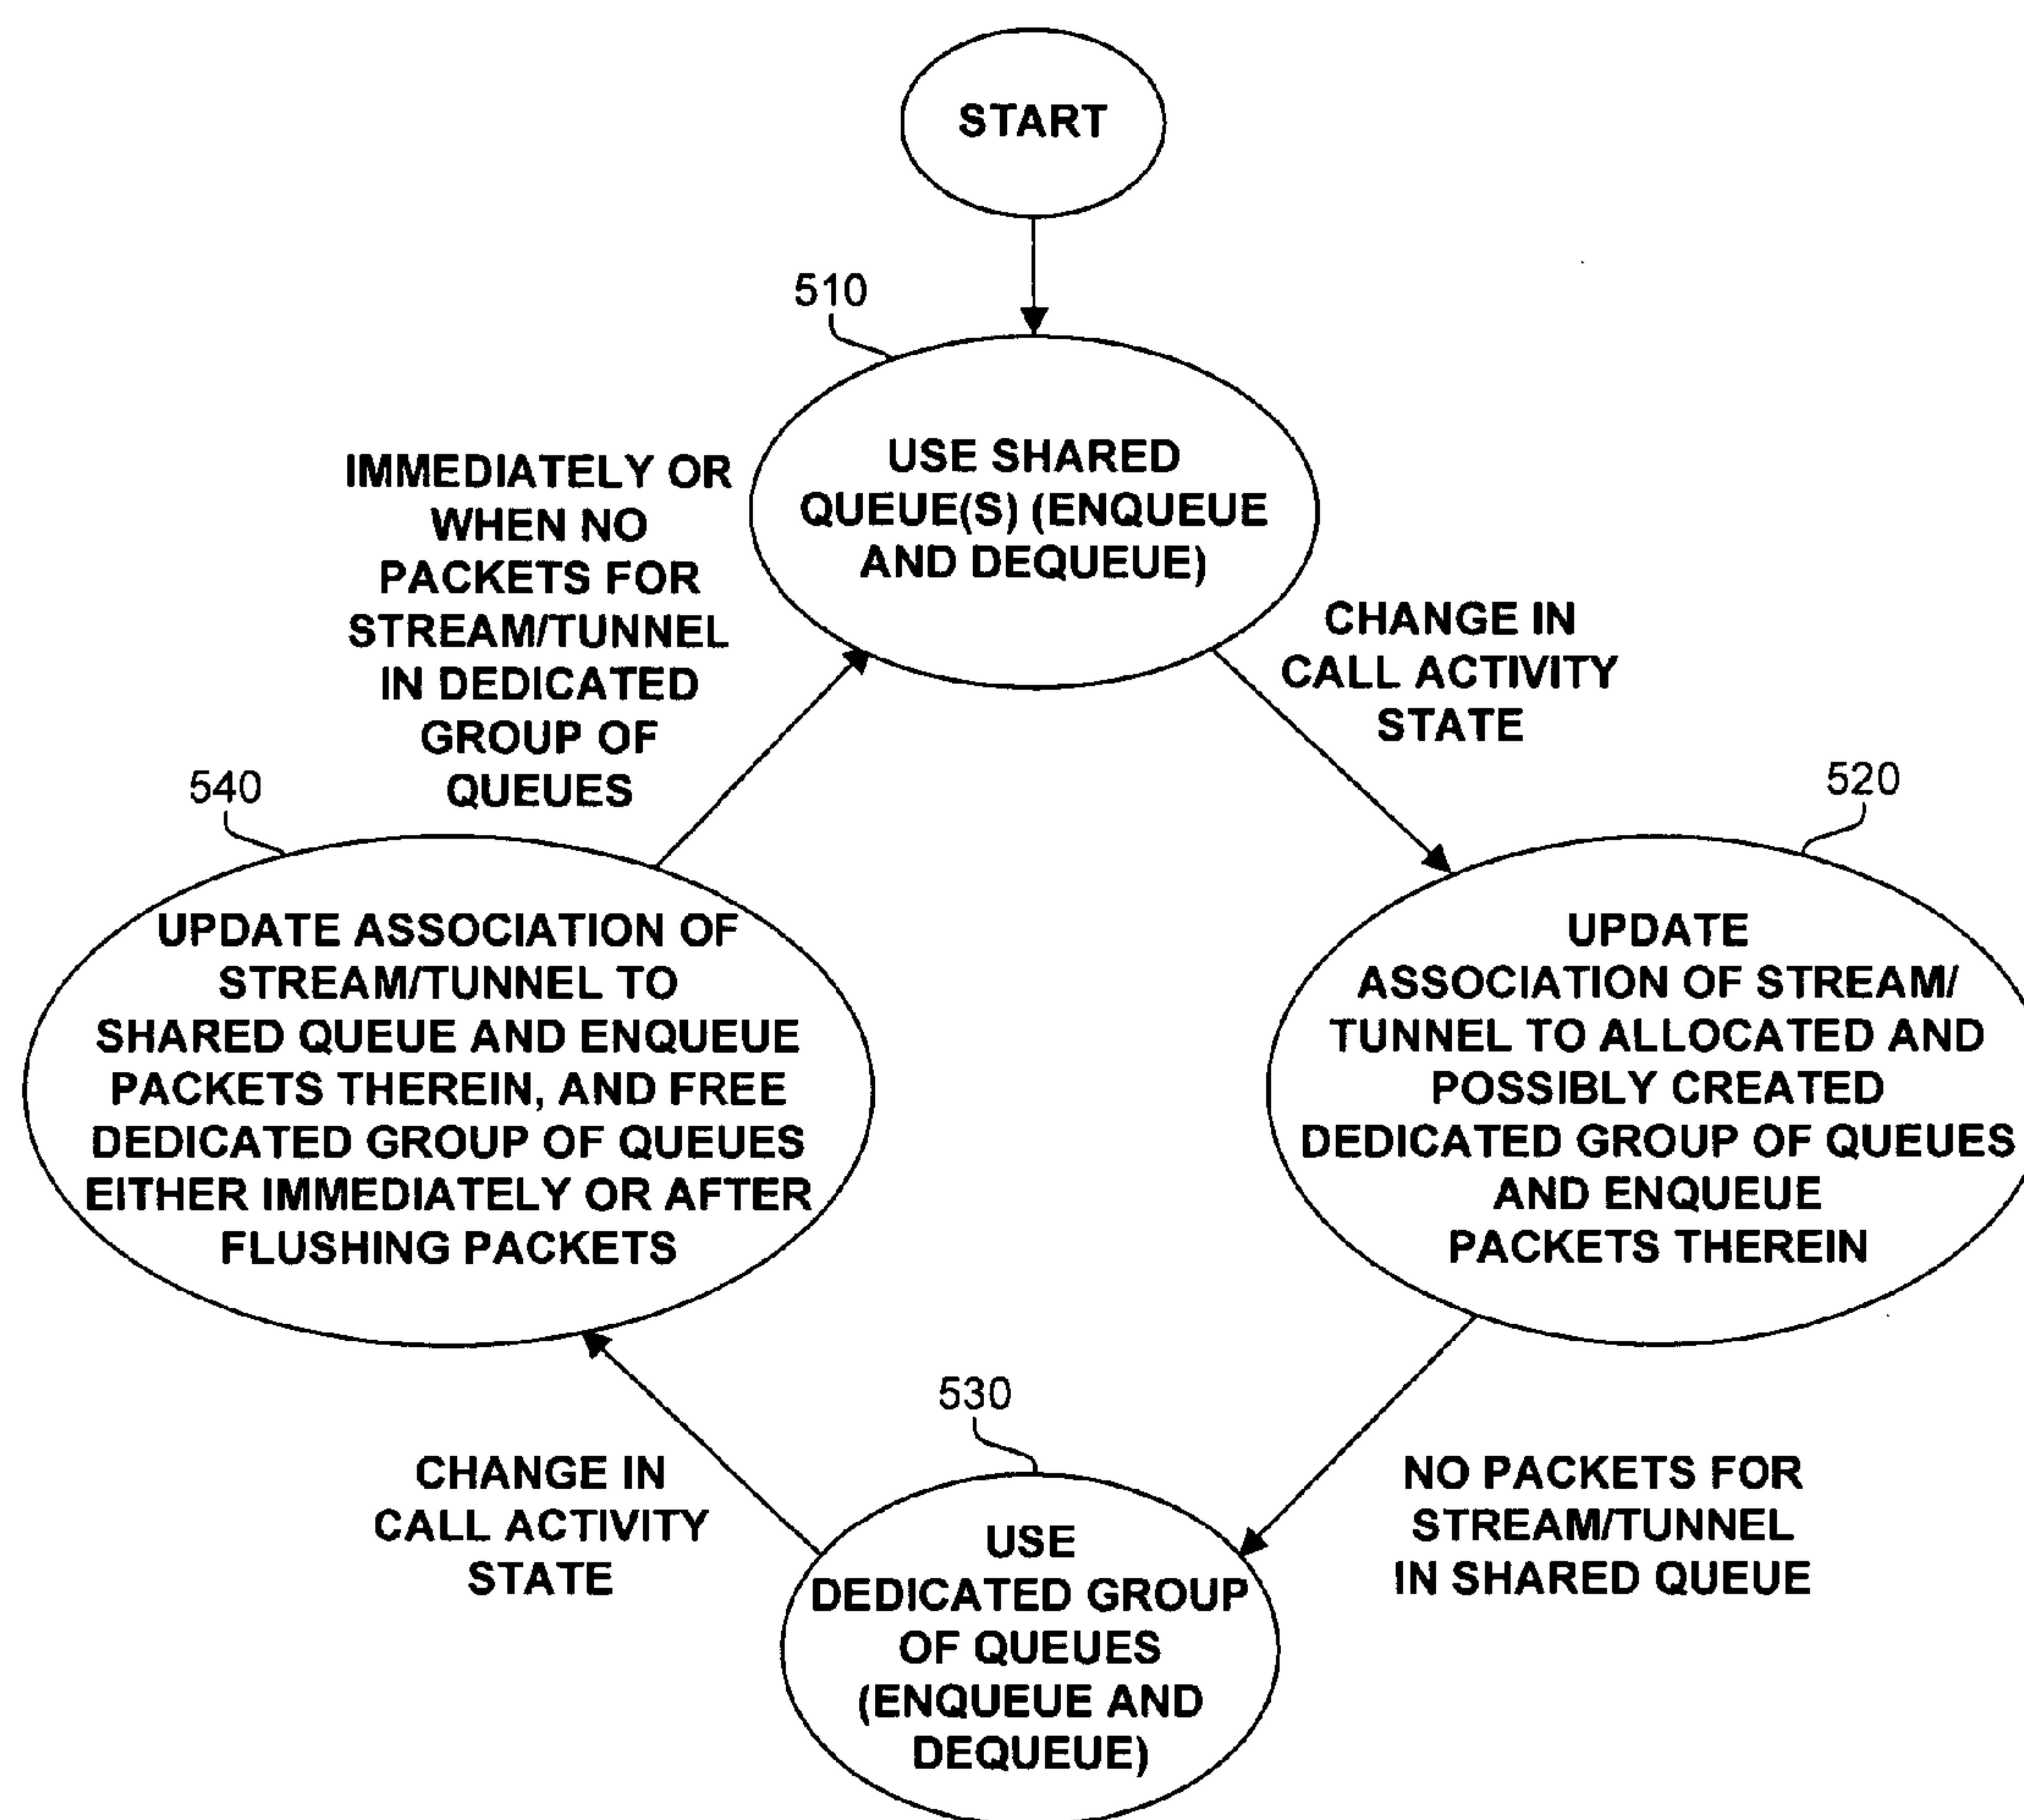 START
510
USE SHARED
QUEUE(S) (ENQUEUE
AND DEQUEUE)
IMMEDIATELY OR
WHEN NO
PACKETS FOR
STREAM/TUNNEL
IN DEDICATED
GROUP OF
QUEUES
CHANGE IN
CALL ACTIVITY
STATE
540
UPDATE ASSOCIATION OF
STREAM/TUNNEL TO
SHARED QUEUE AND ENQUEUE
PACKETS THEREIN, AND FREE
DEDICATED GROUP OF QUEUES
EITHER IMMEDIATELY OR AFTER
FLUSHING PACKETS
520
UPDATE
ASSOCIATION OF STREAM/
TUNNEL TO ALLOCATED AND
POSSIBLY CREATED
DEDICATED GROUP OF QUEUES
AND ENQUEUE
PACKETS THEREIN
CHANGE IN
CALL ACTIVITY
STATE
530
USE
DEDICATED GROUP
OF QUEUES
(ENQUEUE AND
DEQUEUE)
NO PACKETS FOR
STREAM/TUNNEL
IN SHARED QUEUE